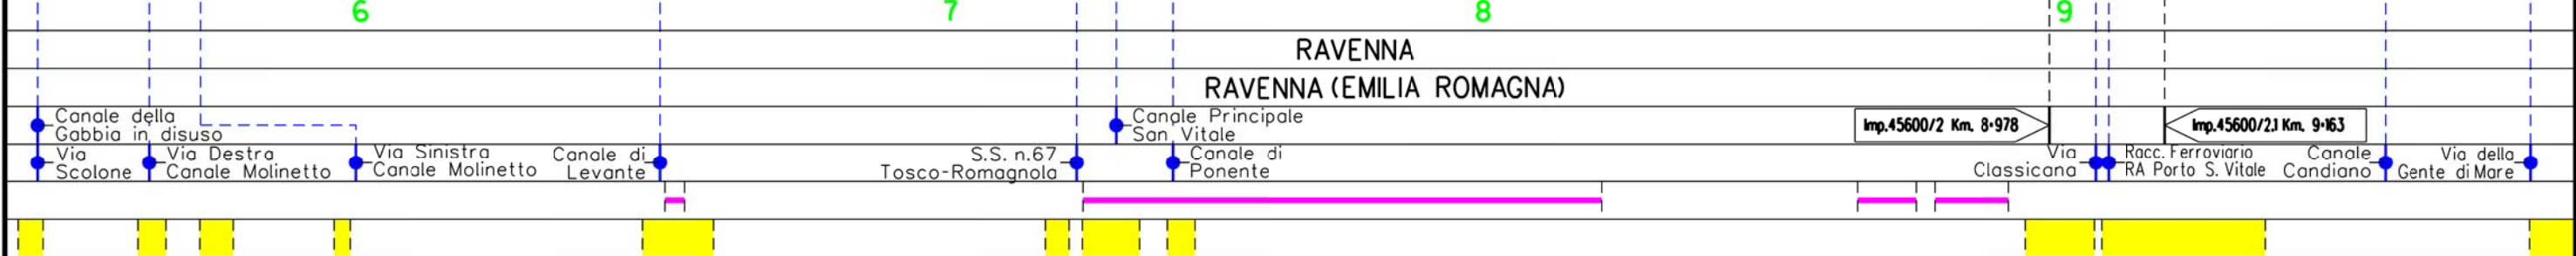 6 7 8 9
RAVENNA
RAVENNA (EMILIA ROMAGNA)
Canale della
Gabbia in disuso
Canale Principale
San Vitale
Imp.45600/2 Km. 8+978
Imp.45600/2.1 Km. 9+163
Via
Scolone
Via Destra
Canale Molinetto
Via Sinistra
Canale Molinetto
Canale di
Levante
S.S. n.67
Tosco-Romagnola
Canale di
Ponente
Via
Classicana
Racc. Ferroviario
RA Porto S. Vitale
Canale
Candiano
Via della
Gente di Mare